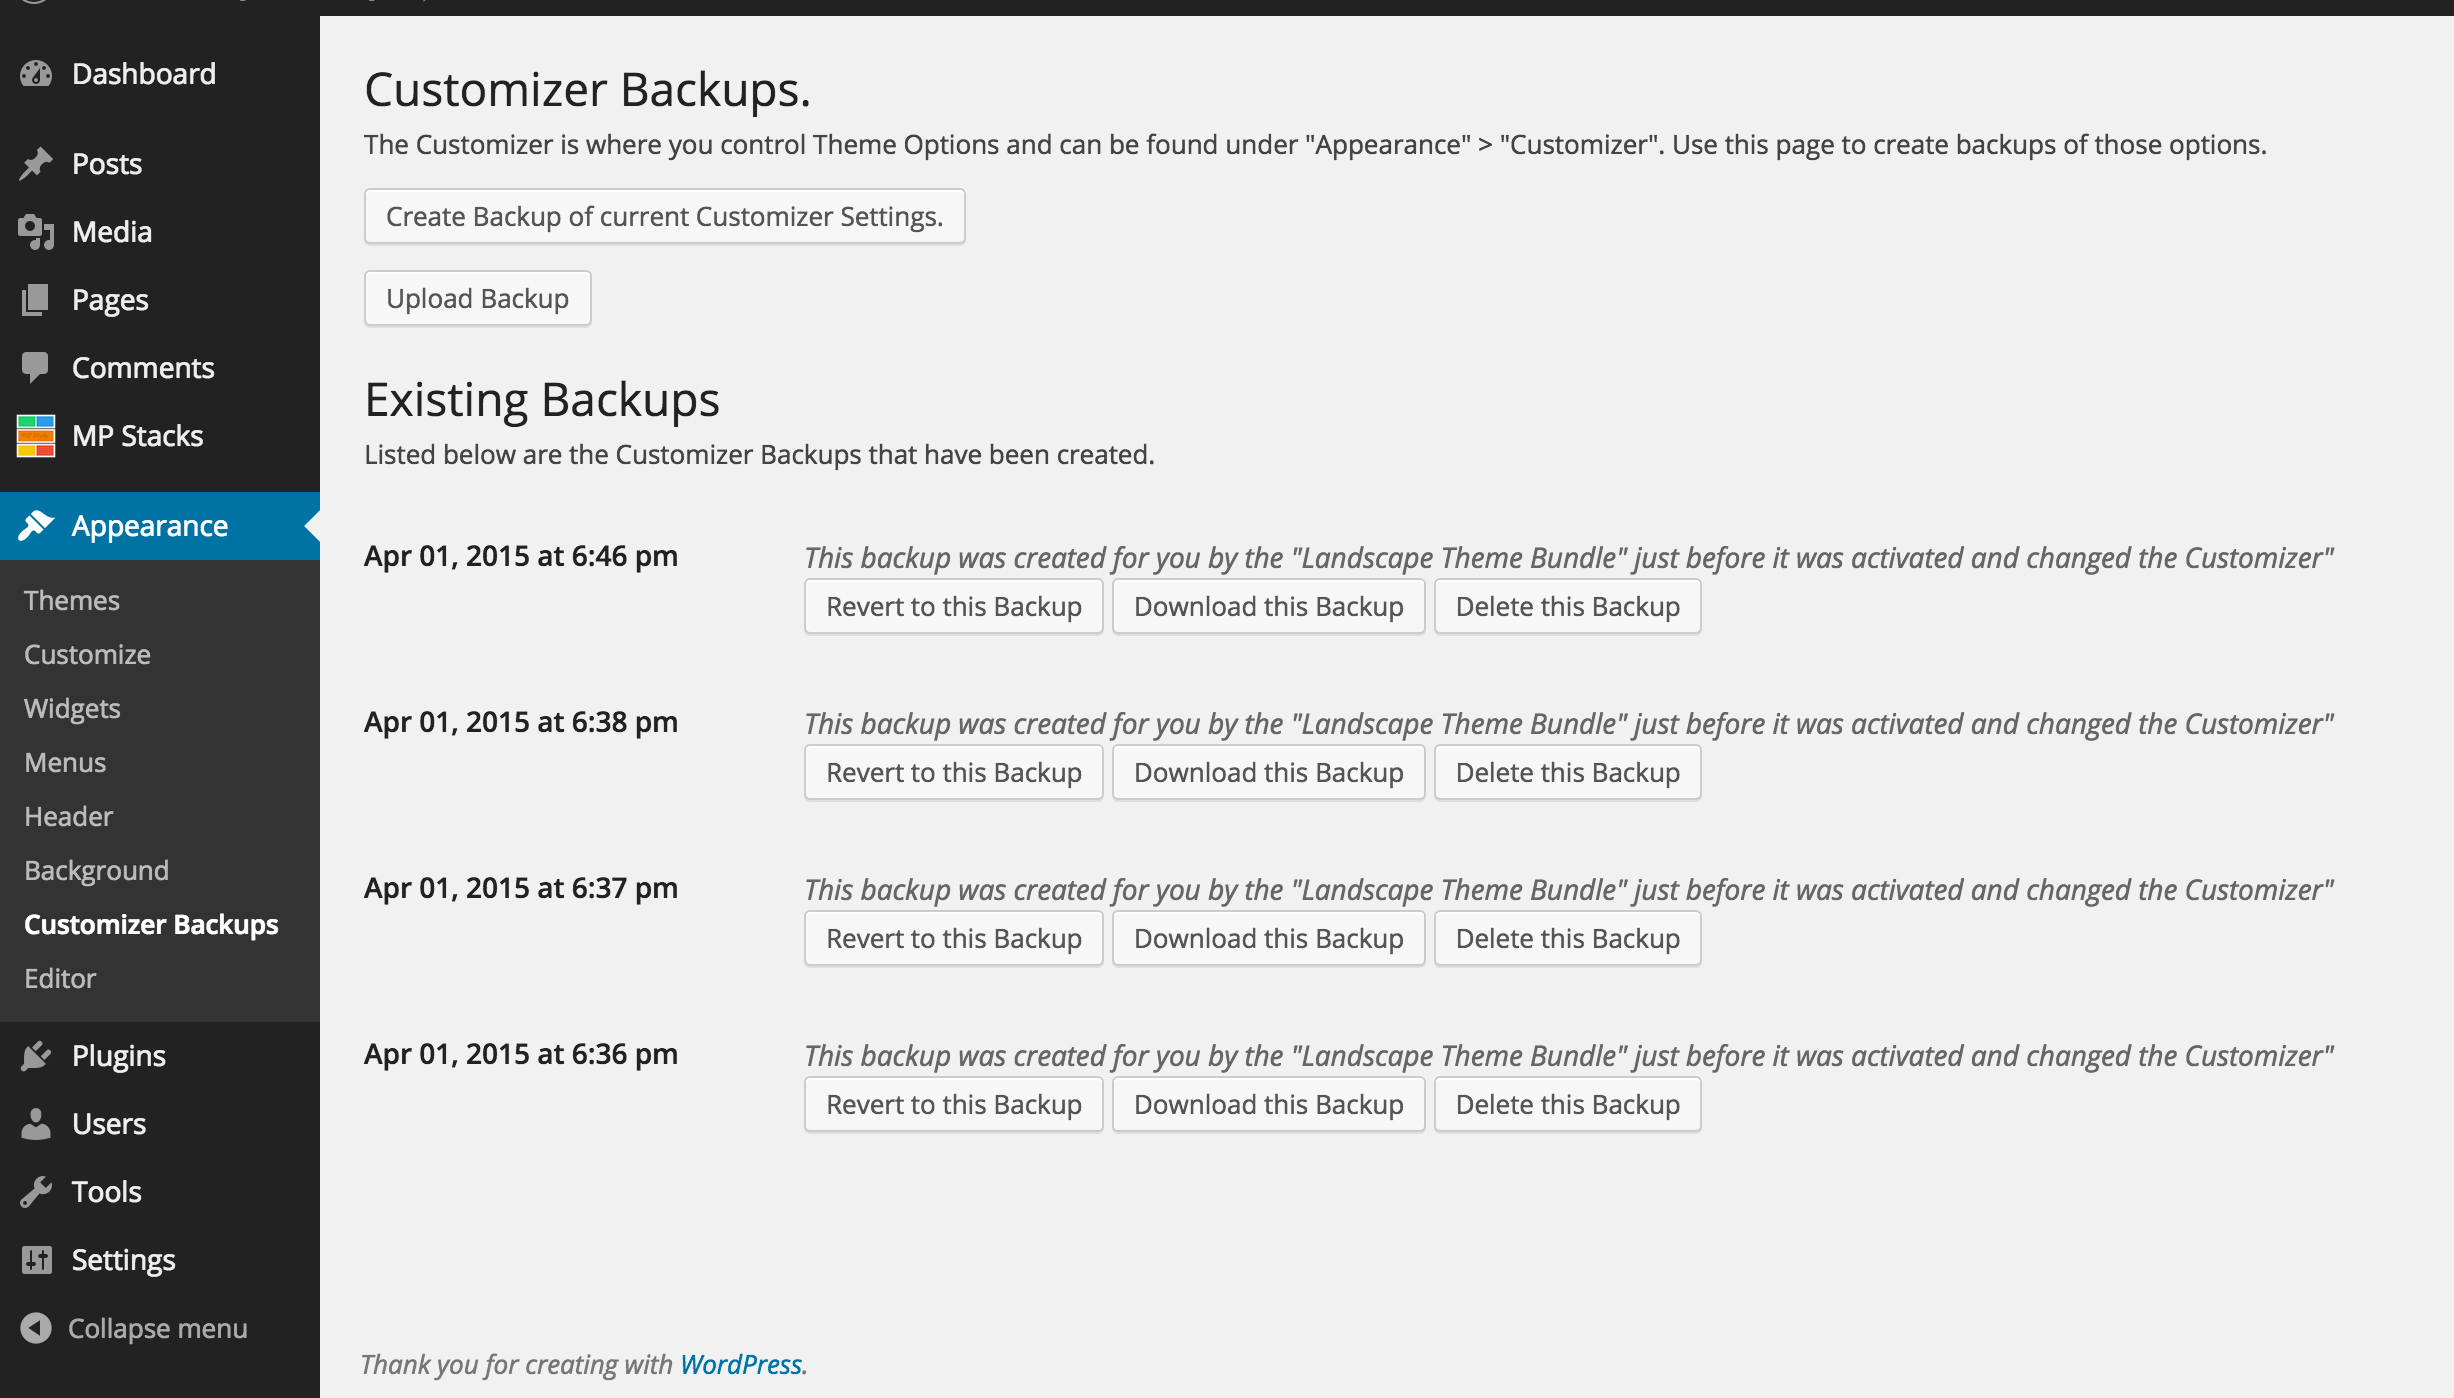 Dashboard
Posts
Media
Pages
Comments
MP Stacks
Appearance
Themes
Customize
Widgets
Menus
Header
Background
Customizer Backups
Editor
Plugins
Users
Tools
Settings
Collapse menu
Customizer Backups.
The Customizer is where you control Theme Options and can be found under "Appearance" > "Customizer". Use this page to create backups of those options.
Create Backup of current Customizer Settings.
Upload Backup
Existing Backups
Listed below are the Customizer Backups that have been created.
Apr 01, 2015 at 6:46 pm This backup was created for you by the "Landscape Theme Bundle" just before it was activated and changed the Customizer"
Revert to this Backup Download this Backup Delete this Backup
Apr 01, 2015 at 6:38 pm This backup was created for you by the "Landscape Theme Bundle" just before it was activated and changed the Customizer"
Revert to this Backup Download this Backup Delete this Backup
Apr 01, 2015 at 6:37 pm This backup was created for you by the "Landscape Theme Bundle" just before it was activated and changed the Customizer"
Revert to this Backup Download this Backup Delete this Backup
Apr 01, 2015 at 6:36 pm This backup was created for you by the "Landscape Theme Bundle" just before it was activated and changed the Customizer"
Revert to this Backup Download this Backup Delete this Backup
Thank you for creating with WordPress.